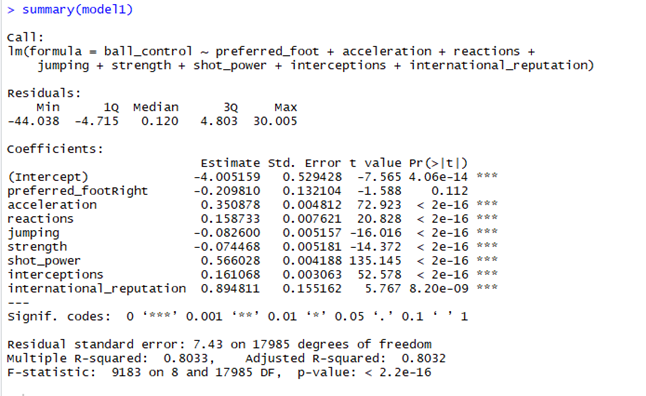 > summary(model1)
Call:
lm(formula = ball_control ~ preferred_foot + acceleration + reactions +
    jumping + strength + shot_power + interceptions + international_reputation)
Residuals:
    Min      1Q  Median      3Q     Max
-44.038  -4.715   0.120   4.803  30.005
Coefficients:
                          Estimate Std. Error t value Pr(>|t|)
(Intercept)              -4.005159   0.529428  -7.565 4.06e-14 ***
preferred_footRight      -0.209810   0.132104  -1.588    0.112
acceleration              0.350878   0.004812  72.923  < 2e-16 ***
reactions                 0.158733   0.007621  20.828  < 2e-16 ***
jumping                  -0.082600   0.005157 -16.016  < 2e-16 ***
strength                 -0.074468   0.005181 -14.372  < 2e-16 ***
shot_power                0.566028   0.004188 135.145  < 2e-16 ***
interceptions             0.161068   0.003063  52.578  < 2e-16 ***
international_reputation  0.894811   0.155162   5.767 8.20e-09 ***
---
Signif. codes:  0 ‘***’ 0.001 ‘**’ 0.01 ‘*’ 0.05 ‘.’ 0.1 ‘ ’ 1
Residual standard error: 7.43 on 17985 degrees of freedom
Multiple R-squared:  0.8033,    Adjusted R-squared:  0.8032
F-statistic:  9183 on 8 and 17985 DF,  p-value: < 2.2e-16